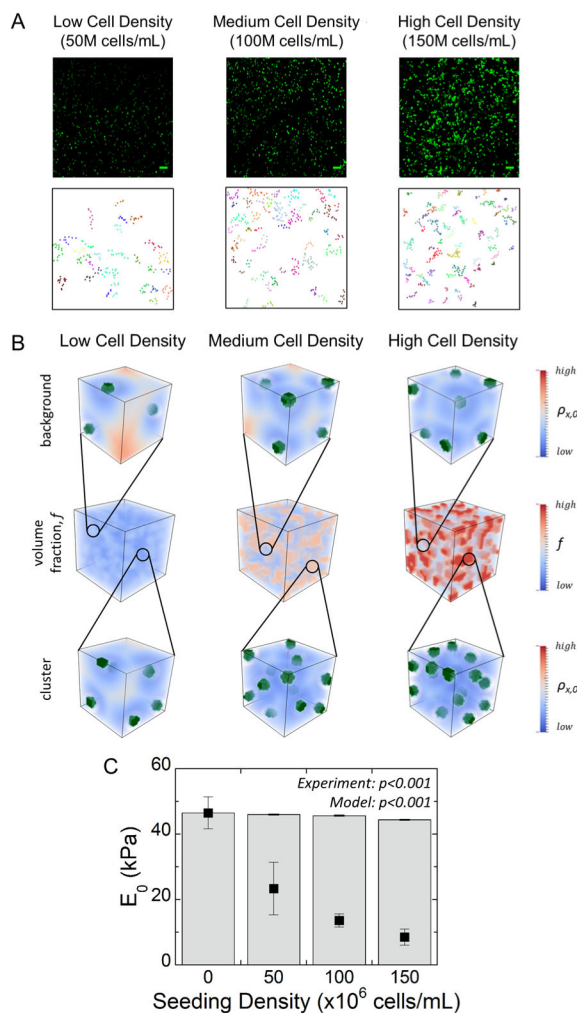 A
Low Cell Density
(50M cells/mL)
Medium Cell Density
(100M cells/mL)
High Cell Density
(150M cells/mL)
B
Low Cell Density
Medium Cell Density
High Cell Density
background
high
ρx,0
low
volume
fraction, f
high
f
low
cluster
high
ρx,0
low
C
Experiment: p<0.001
Model: p<0.001
E0 (kPa)
60
40
20
0
0
50
100
150
Seeding Density (x10⁶ cells/mL)